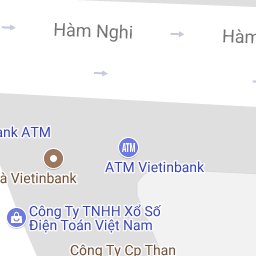 Hàm Nghi
Hàm
ank ATM
ATM
ATM Vietinbank
à Vietinbank
Công Ty TNHH Xổ Số
Điện Toán Việt Nam
Công Ty Cp Than